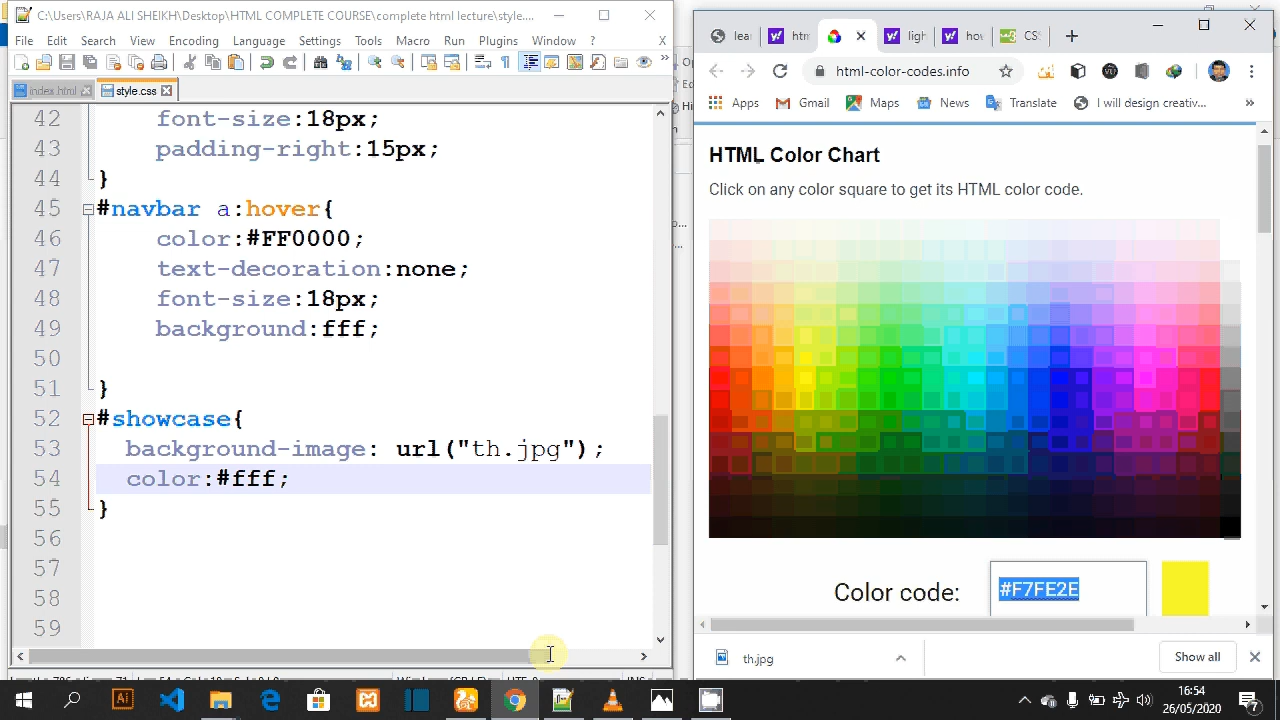 C:\Users\RAJA ALI SHEIKH\Desktop\HTML COMPLETE COURSE\complete html lecture\style....
File Edit Search View Encoding Language Settings Tools Macro Run Plugins Window ? X
index.html style.css
42 font-size:18px;
43 padding-right:15px;
44 }
45 #navbar a:hover{
46 color:#FF0000;
47 text-decoration:none;
48 font-size:18px;
49 background:fff;
50
51 }
52 #showcase{
53 background-image: url("th.jpg");
54 color:#fff;
55 }
56
57
58
59
lea htm ligh hov CSS
html-color-codes.info
Apps Gmail Maps News Translate I will design creativ... »
HTML Color Chart
Click on any color square to get its HTML color code.
Color code: #F7FE2E
th.jpg Show all
16:54
26/05/2020